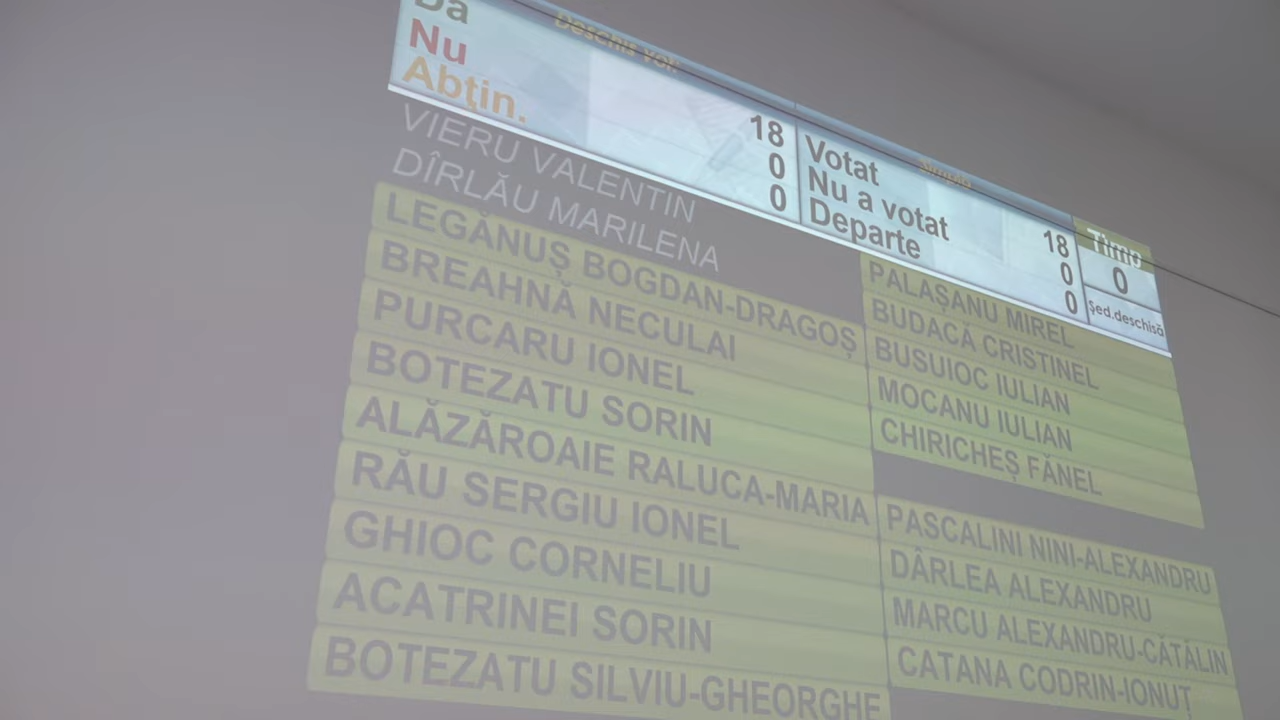 Da
Nu
Abţin.
Deschis vot
18
0
0
Votat
Nu a votat
Departe
18
0
0
Timp
0
Şed.deschisă
VIERU VALENTIN
DÎRLĂU MARILENA
LEGĂNUŞ BOGDAN-DRAGOŞ
BREAHNĂ NECULAI
PURCARU IONEL
BOTEZATU SORIN
ALĂZĂROAIE RALUCA-MARIA
RĂU SERGIU IONEL
GHIOC CORNELIU
ACATRINEI SORIN
BOTEZATU SILVIU-GHEORGHE
PALAŞANU MIREL
BUDACĂ CRISTINEL
BUSUIOC IULIAN
MOCANU IULIAN
CHIRICHEŞ FĂNEL
PASCALINI NINI-ALEXANDRU
DÂRLEA ALEXANDRU
MARCU ALEXANDRU-CĂTĂLIN
CATANA CODRIN-IONUŢ